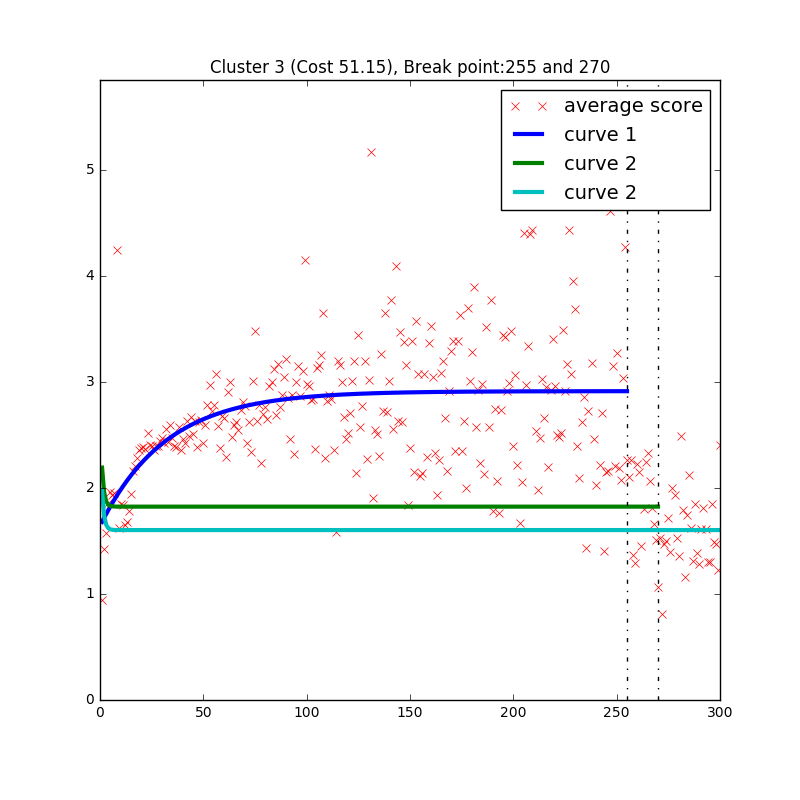 Cluster 3 (Cost 51.15), Break point:255 and 270
average score
curve 1
curve 2
curve 2
5
4
3
2
1
0
0 50 100 150 200 250 300